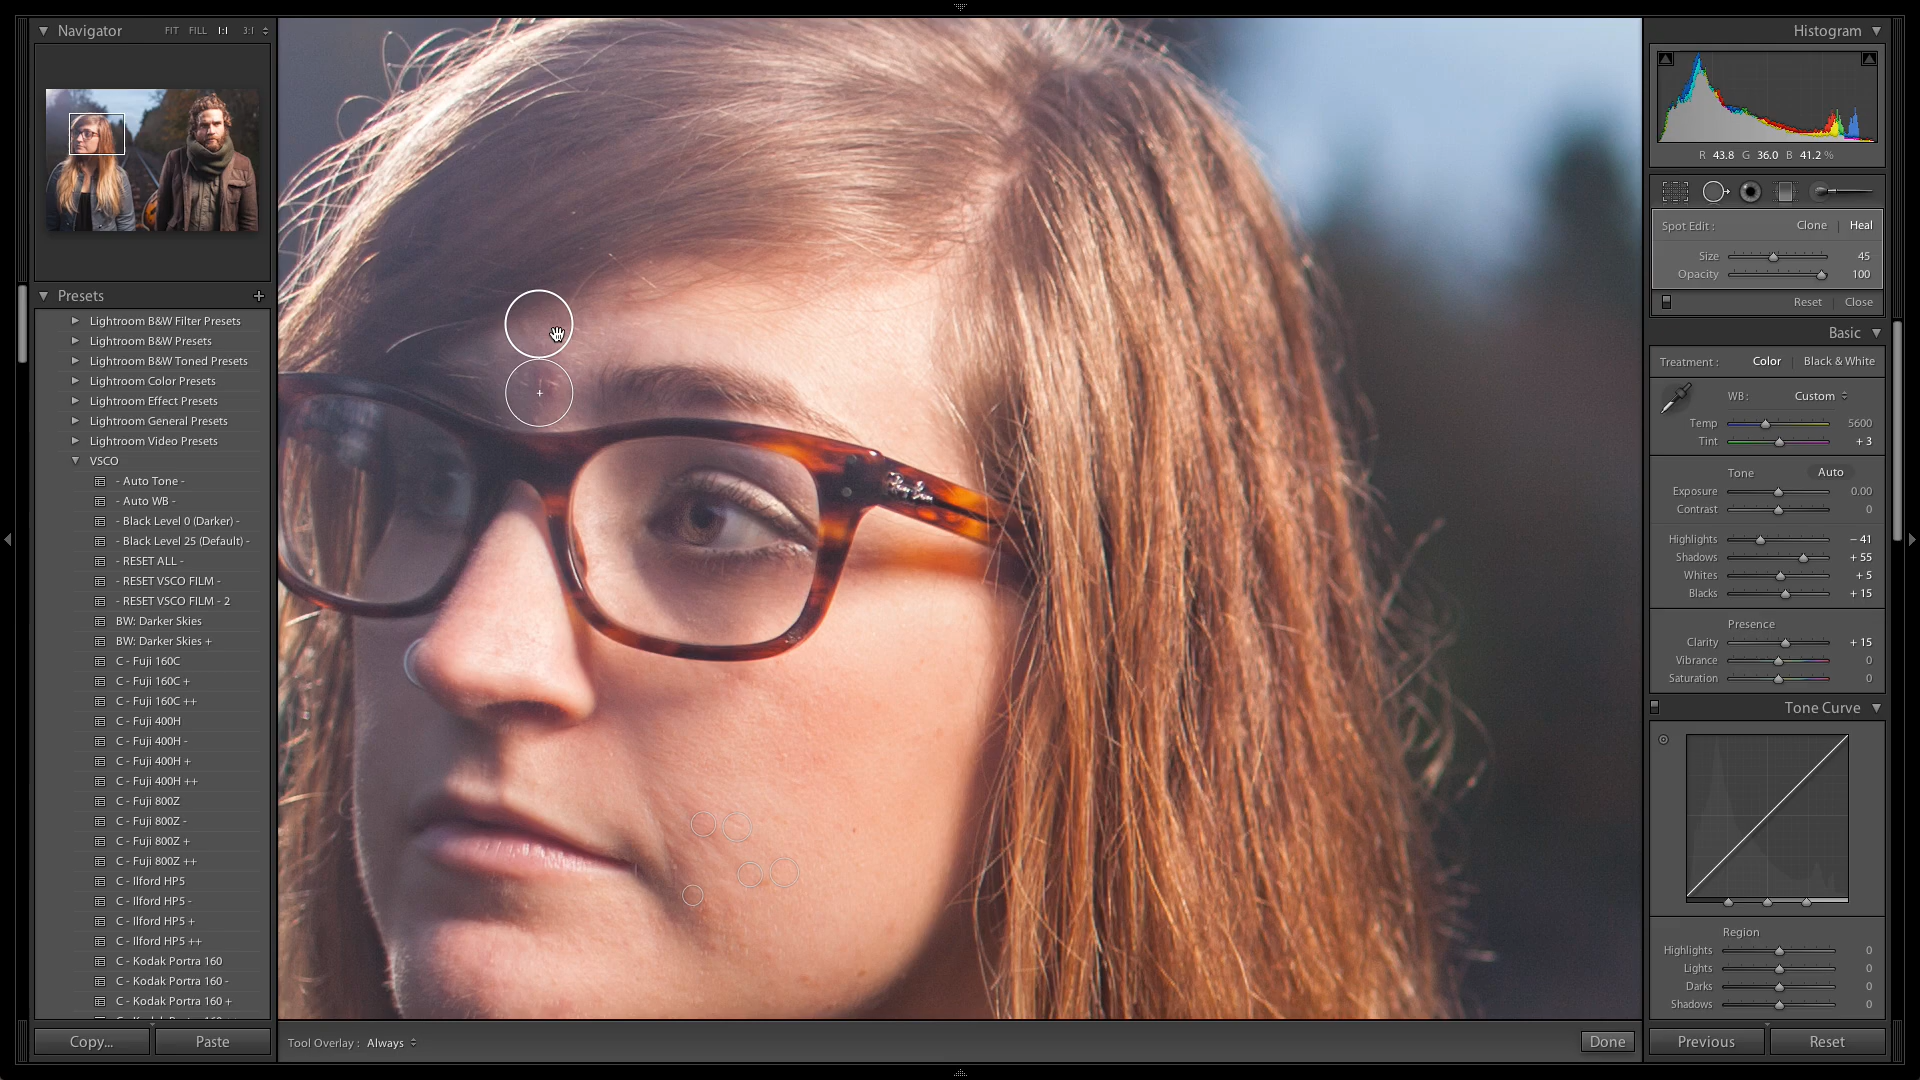 Navigator FIT FILL 1:1 3:1
Presets +
Lightroom B&W Filter Presets
Lightroom B&W Presets
Lightroom B&W Toned Presets
Lightroom Color Presets
Lightroom Effect Presets
Lightroom General Presets
Lightroom Video Presets
VSCO
- Auto Tone -
- Auto WB -
- Black Level 0 (Darker) -
- Black Level 25 (Default) -
- RESET ALL -
- RESET VSCO FILM -
- RESET VSCO FILM - 2
BW: Darker Skies
BW: Darker Skies +
C - Fuji 160C
C - Fuji 160C +
C - Fuji 160C ++
C - Fuji 400H
C - Fuji 400H -
C - Fuji 400H +
C - Fuji 400H ++
C - Fuji 800Z
C - Fuji 800Z -
C - Fuji 800Z +
C - Fuji 800Z ++
C - Ilford HP5
C - Ilford HP5 -
C - Ilford HP5 +
C - Ilford HP5 ++
C - Kodak Portra 160
C - Kodak Portra 160 -
C - Kodak Portra 160 +
Copy... Paste
Ray-Ban
Tool Overlay : Always
Done
Histogram
R 43.8 G 36.0 B 41.2 %
Spot Edit : Clone | Heal
Size 45
Opacity 100
Reset Close
Basic
Treatment : Color | Black & White
WB : Custom
Temp 5600
Tint + 3
Tone Auto
Exposure 0.00
Contrast 0
Highlights − 41
Shadows + 55
Whites + 5
Blacks + 15
Presence
Clarity + 15
Vibrance 0
Saturation 0
Tone Curve
Region
Highlights 0
Lights 0
Darks 0
Shadows 0
Previous Reset